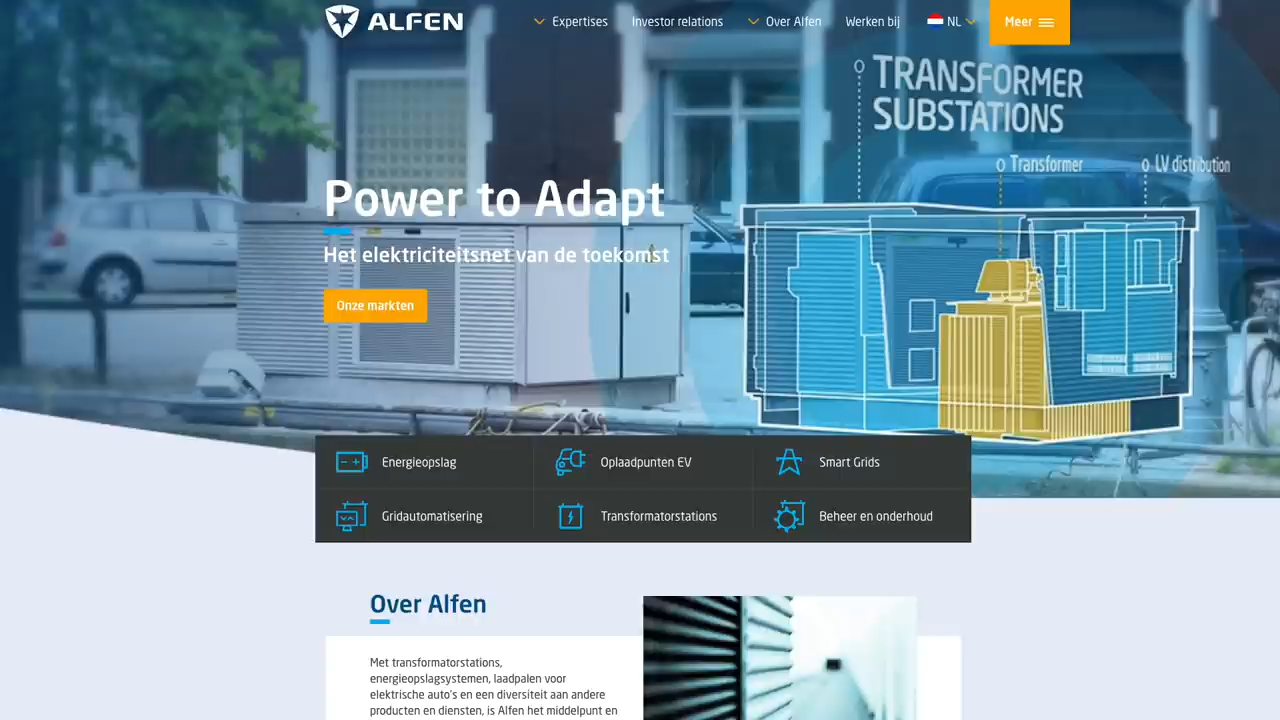 ALFEN
Expertises
Investor relations
Over Alfen
Werken bij
NL
Meer
TRANSFORMER
SUBSTATIONS
Transformer
LV distribution
Power to Adapt
Het elektriciteitsnet van de toekomst
Onze markten
Energieopslag
Oplaadpunten EV
Smart Grids
Gridautomatisering
Transformatorstations
Beheer en onderhoud
Over Alfen
Met transformatorstations,
energieopslagsystemen, laadpalen voor
elektrische auto's en een diversiteit aan andere
producten en diensten, is Alfen het middelpunt en